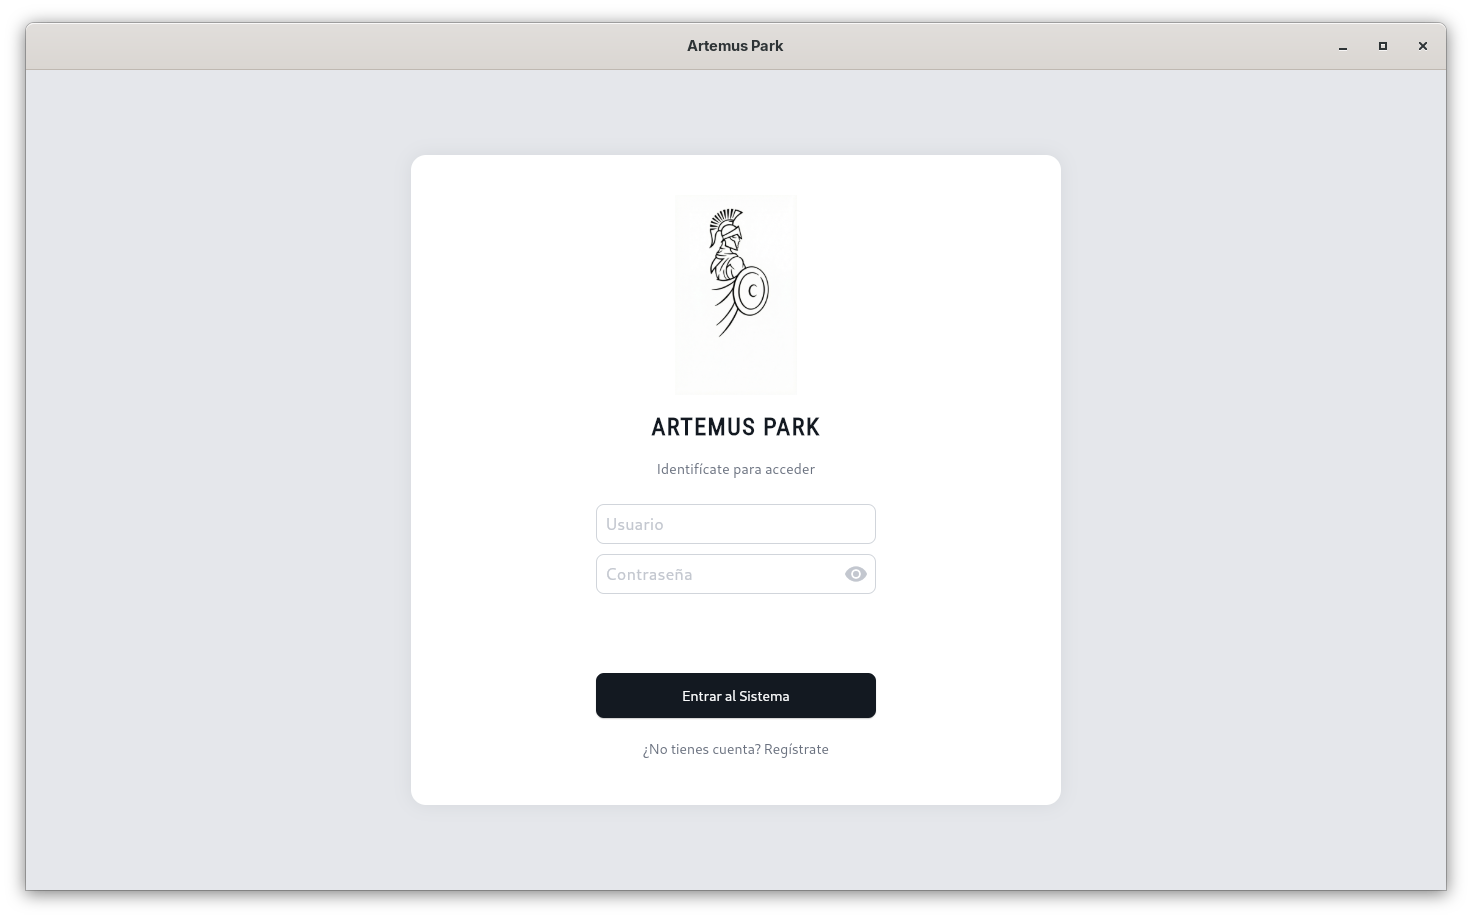 Artemus Park
ARTEMUS PARK
Identifícate para acceder
Usuario
Contraseña
Entrar al Sistema
¿No tienes cuenta? Regístrate